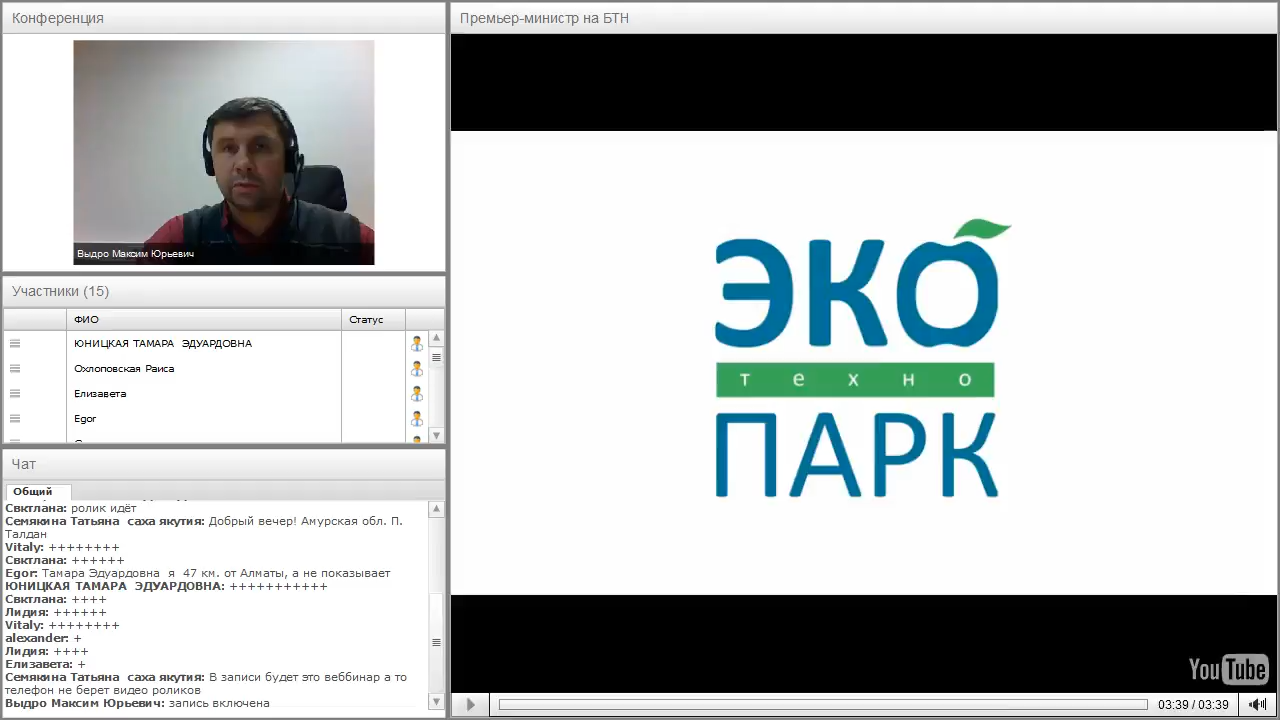 Конференция
Выдро Максим Юрьевич
Участники (15)
ФИО Статус
ЮНИЦКАЯ ТАМАРА ЭДУАРДОВНА
Охлоповская Раиса
Елизавета
Egor
Чат
Общий
Свктлана: ролик идёт
Семякина Татьяна саха якутия: Добрый вечер! Амурская обл. П.
Талдан
Vitaly: ++++++++
Свктлана: ++++++
Egor: Тамара Эдуардовна я 47 км. от Алматы, а не показывает
ЮНИЦКАЯ ТАМАРА ЭДУАРДОВНА: +++++++++++
Свктлана: ++++
Лидия: ++++++
Vitaly: ++++++++
alexander: +
Лидия: ++++
Елизавета: +
Семякина Татьяна саха якутия: В записи будет это веббинар а то
телефон не берет видео роликов
Выдро Максим Юрьевич: запись включена
Премьер-министр на БТН
ЭКО
техно
ПАРК
YouTube
03:39 / 03:39